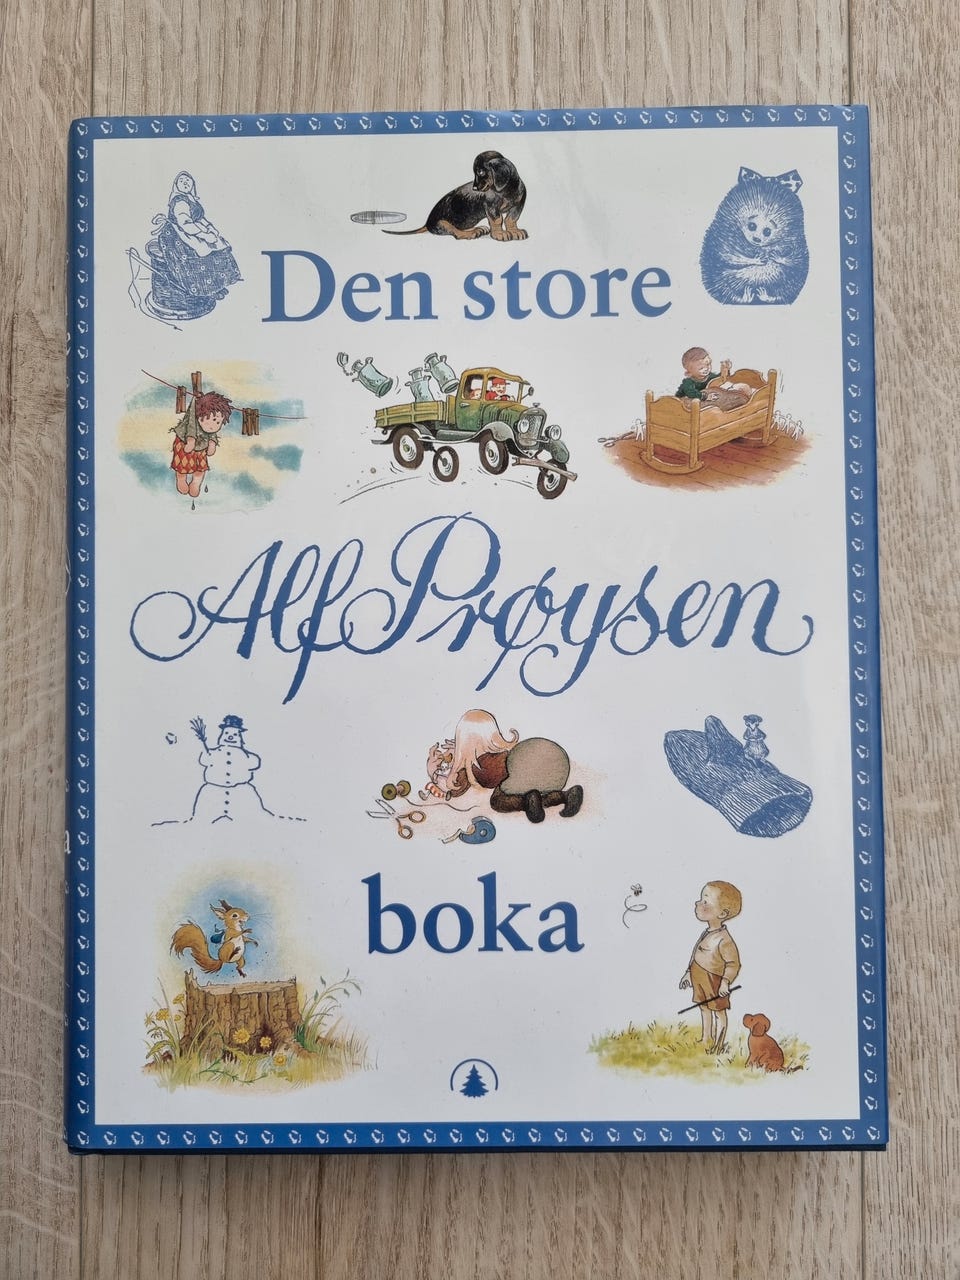 Den store
Alf Prøysen
boka